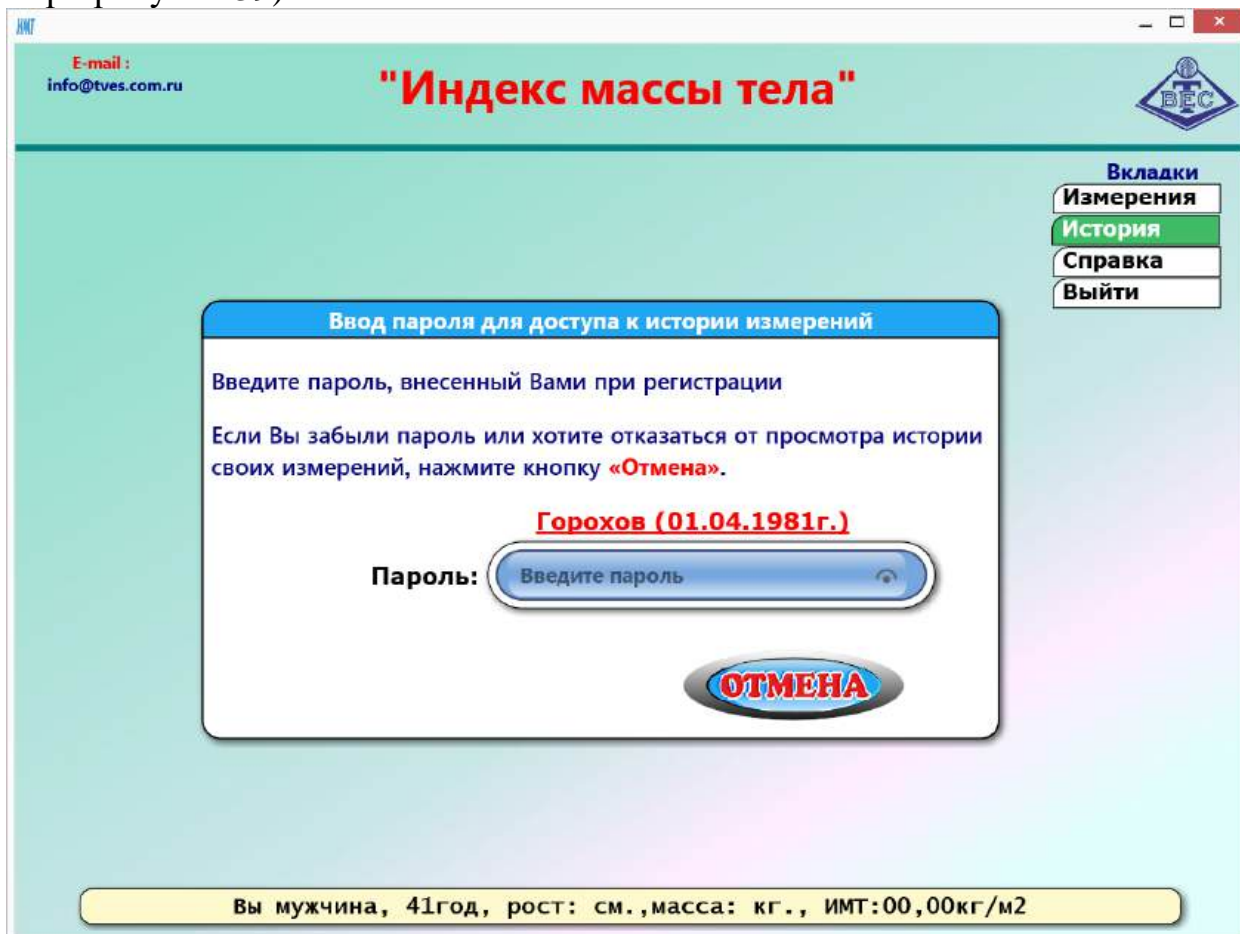 ИМТ
E-mail :
info@tves.com.ru
"Индекс массы тела"
Т
ВЕС
Вкладки
Измерения
История
Справка
Выйти
Ввод пароля для доступа к истории измерений
Введите пароль, внесенный Вами при регистрации
Если Вы забыли пароль или хотите отказаться от просмотра истории
своих измерений, нажмите кнопку «Отмена».
Горохов (01.04.1981г.)
Пароль: Введите пароль
ОТМЕНА
Вы мужчина, 41год, рост: см.,масса: кг., ИМТ:00,00кг/м2